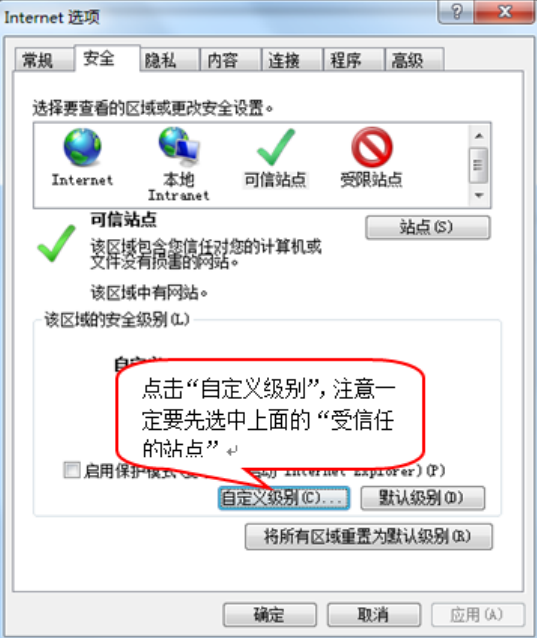 Internet 选项
常规 安全 隐私 内容 连接 程序 高级
选择要查看的区域或更改安全设置。
Internet 本地 可信站点 受限站点
Intranet
可信站点
站点(S)
该区域包含您信任对您的计算机或
文件没有损害的网站。
该区域中有网站。
该区域的安全级别(L)
自定义
点击“自定义级别”，注意一
定要先选中上面的“受信任
的站点”
启用保护模式 Internet Explorer)(P)
自定义级别(C)... 默认级别(D)
将所有区域重置为默认级别(R)
确定 取消 应用(A)